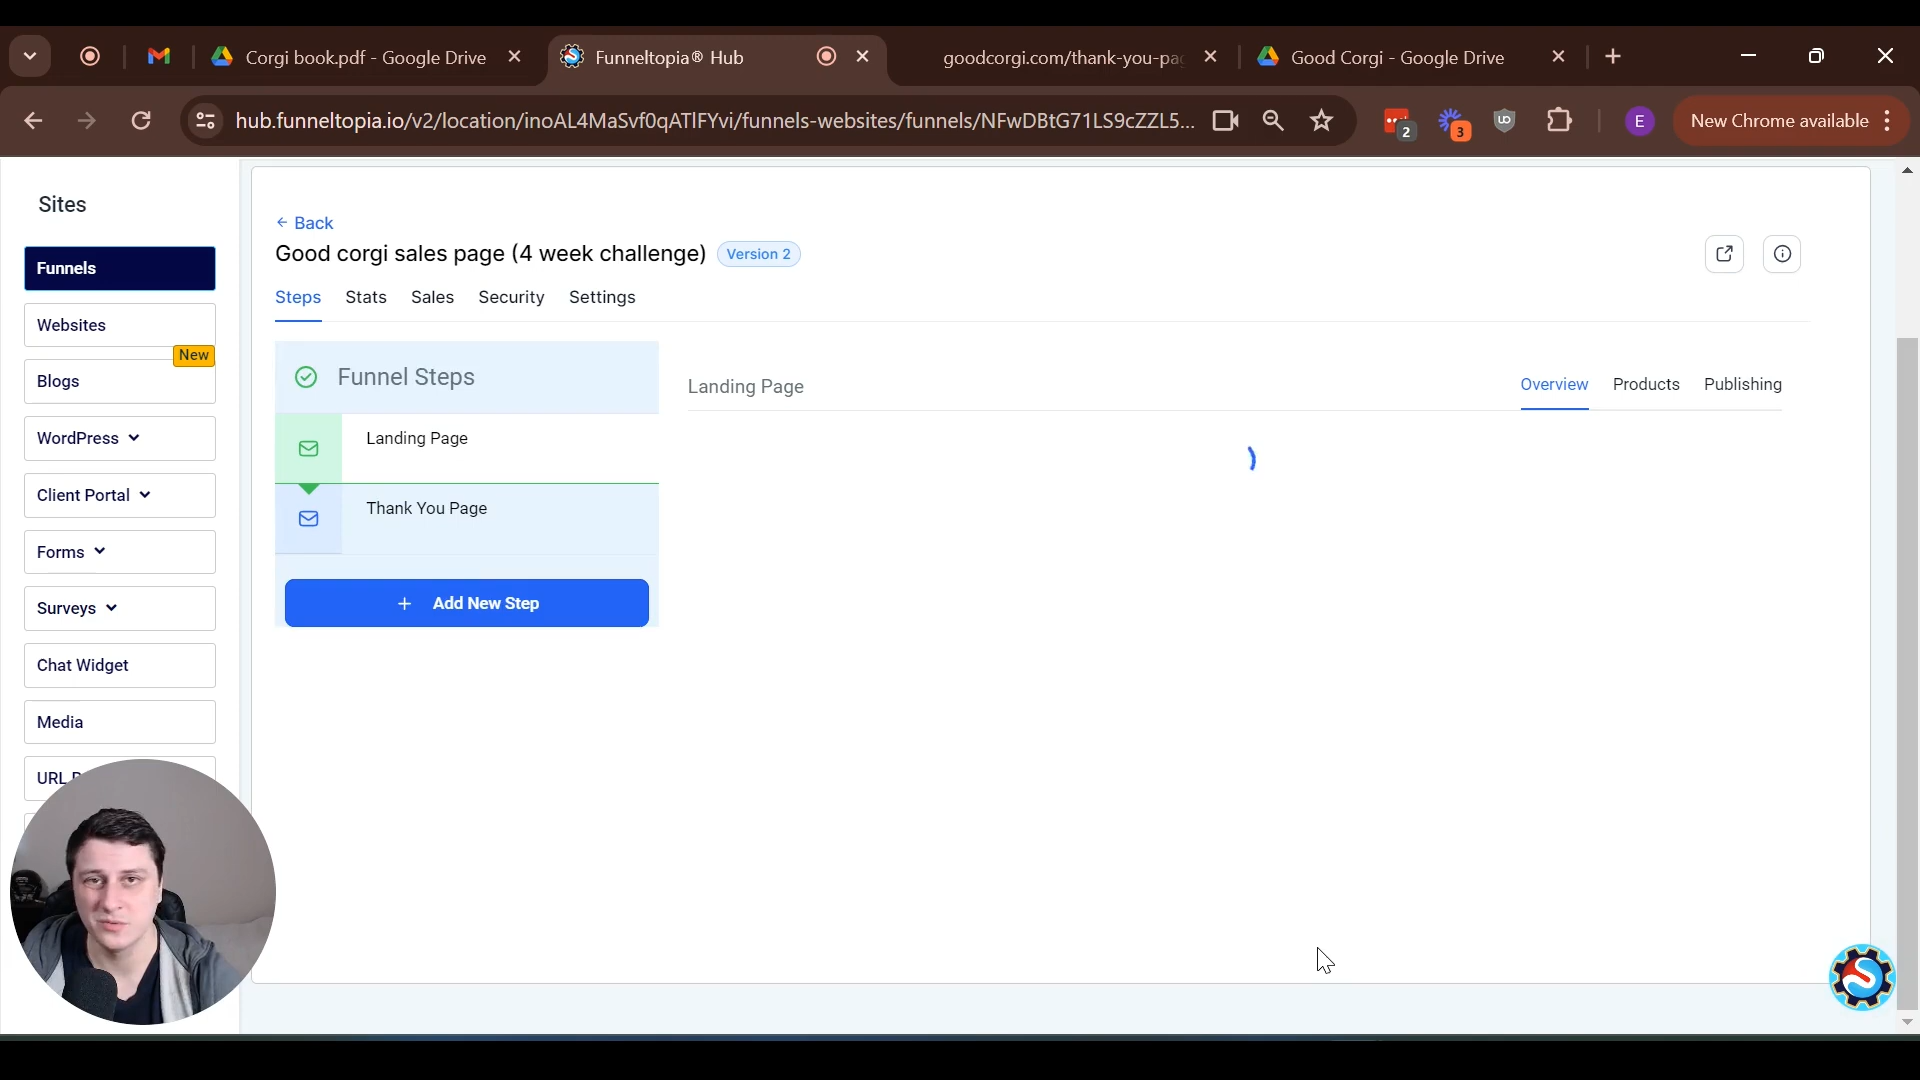 Corgi book.pdf - Google Drive
Funneltopia® Hub
goodcorgi.com/thank-you-pa
Good Corgi - Google Drive
hub.funneltopia.io/v2/location/inoAL4MaSvf0qATlFYvi/funnels-websites/funnels/NFwDBtG71LS9cZZL5...
2
3
UD
E
New Chrome available
Sites
Funnels
Websites
New
Blogs
WordPress
Client Portal
Forms
Surveys
Chat Widget
Media
URL
Back
Good corgi sales page (4 week challenge)
Version 2
Steps
Stats
Sales
Security
Settings
Funnel Steps
Landing Page
Thank You Page
+ Add New Step
Landing Page
Overview
Products
Publishing